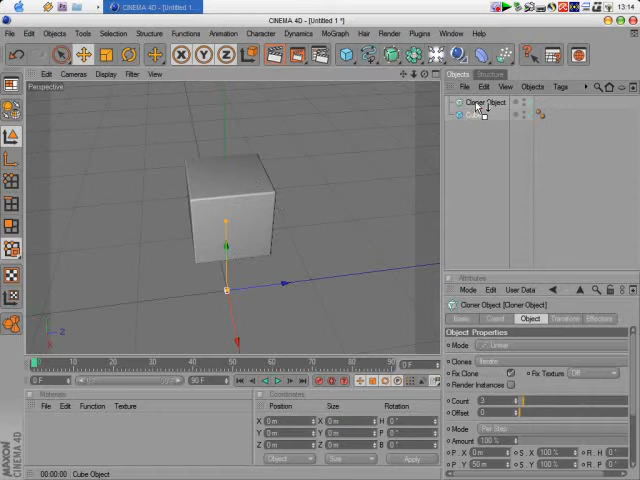 CINEMA 4D - [Untitled 1 *]
13:14
CINEMA 4D - [Untitled 1 *]
File Edit Objects Tools Selection Structure Functions Animation Character Dynamics MoGraph Hair Render Plugins Window Help
Edit Cameras Display Filter View
Perspective
Objects Structure
File Edit View Objects Tags
Cloner Object
Attributes
Mode Edit User Data
Cloner Object [Cloner Object]
Basic Coord. Object Transform Effectors
Object Properties
Mode Linear
Clones Iterate
Fix Clone Fix Texture Off
Render Instances
Count 3
Offset 0
Mode Per Step
Amount 100 %
P . X 0 m S . X 100 % R . H 0 °
P . Y 50 m S . Y 100 % R . P 0 °
Z
X
0 10 20 30 40 50 60 70 80 90 0 F
0 F 0 F 90 F 90 F
Materials
File Edit Function Texture
Coordinates
Position Size Rotation
X 0 m X 0 m H 0 °
Y 0 m Y 0 m P 0 °
Z 0 m Z 0 m B 0 °
Object Size Apply
MAXON
CINEMA 4D
00:00:00 Cube Object